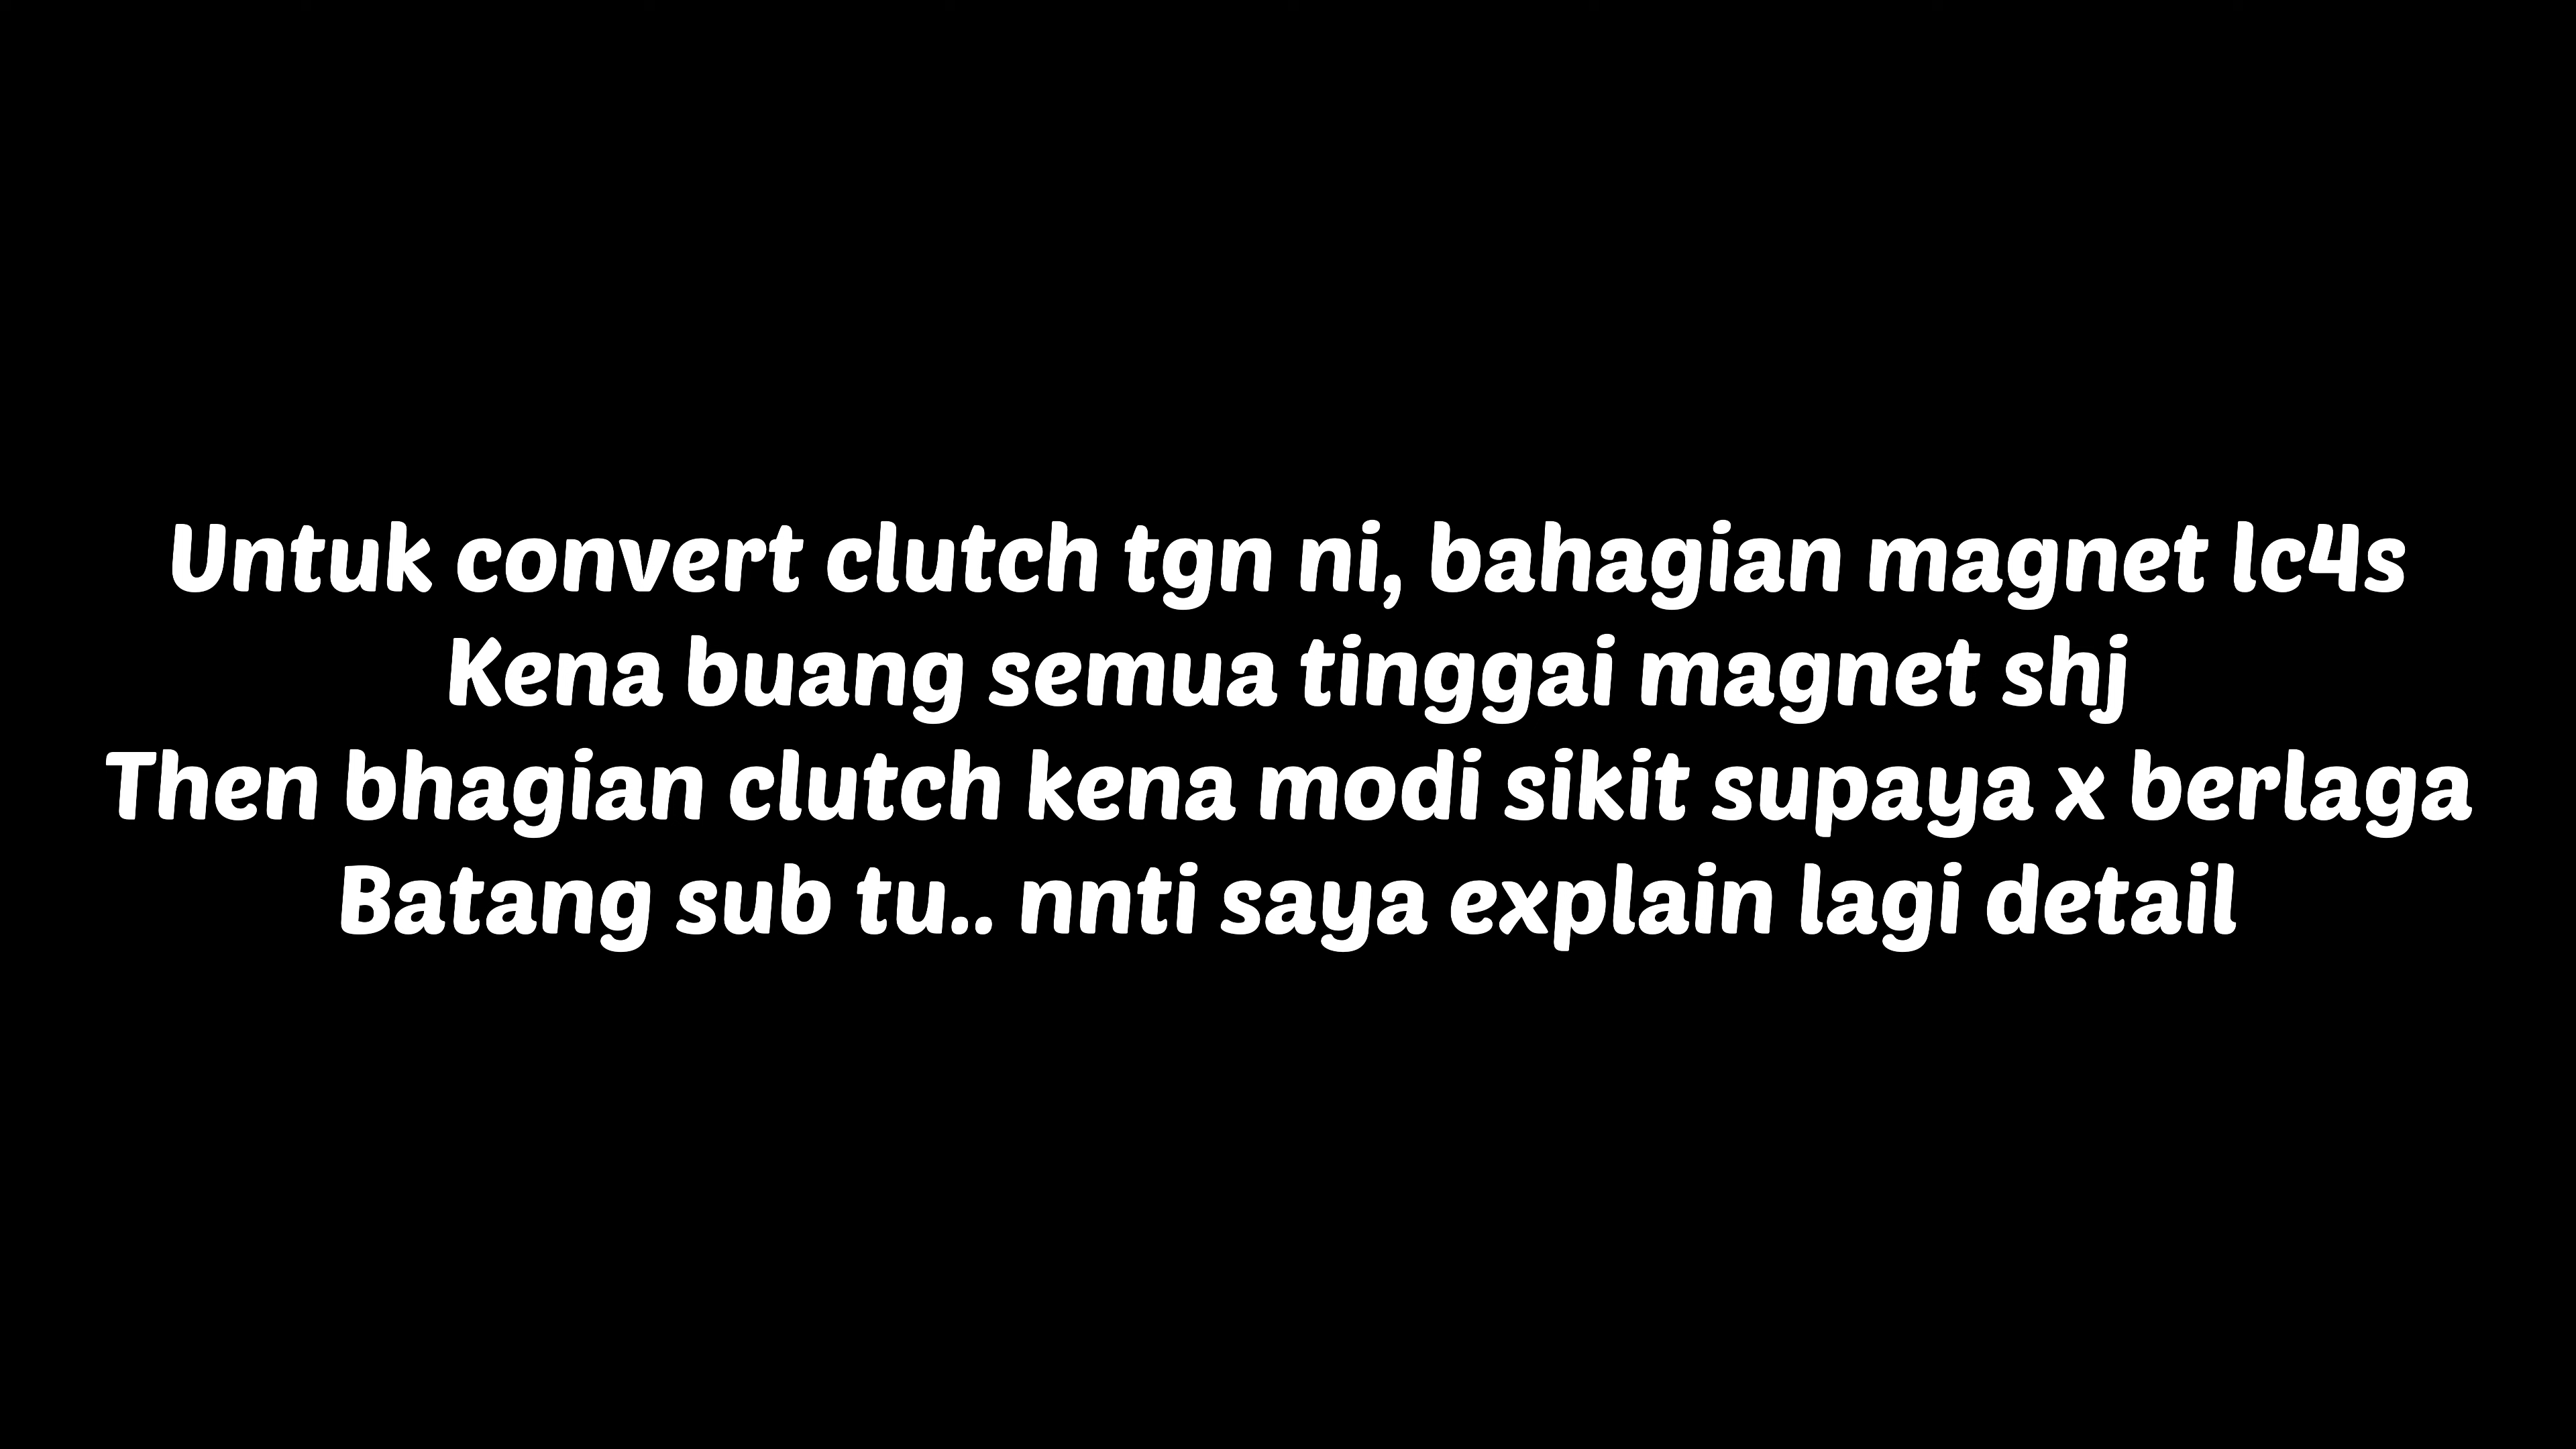 Untuk convert clutch tgn ni, bahagian magnet lc4s
Kena buang semua tinggai magnet shj
Then bhagian clutch kena modi sikit supaya x berlaga
Batang sub tu.. nnti saya explain lagi detail